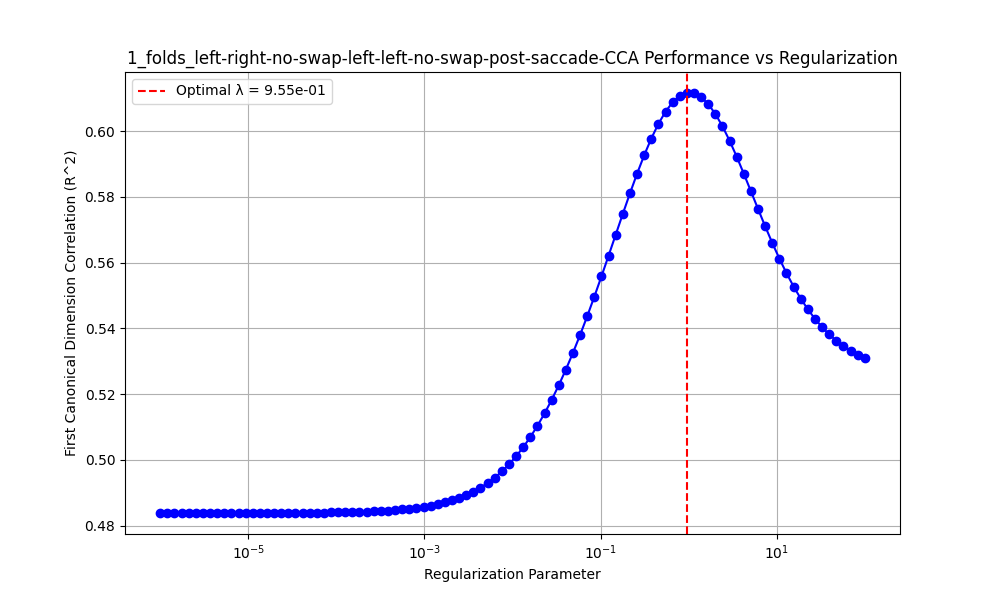 1_folds_left-right-no-swap-left-left-no-swap-post-saccade-CCA Performance vs Regularization
Optimal λ = 9.55e-01
First Canonical Dimension Correlation (R^2)
0.60
0.58
0.56
0.54
0.52
0.50
0.48
10⁻⁵
10⁻³
10⁻¹
10¹
Regularization Parameter